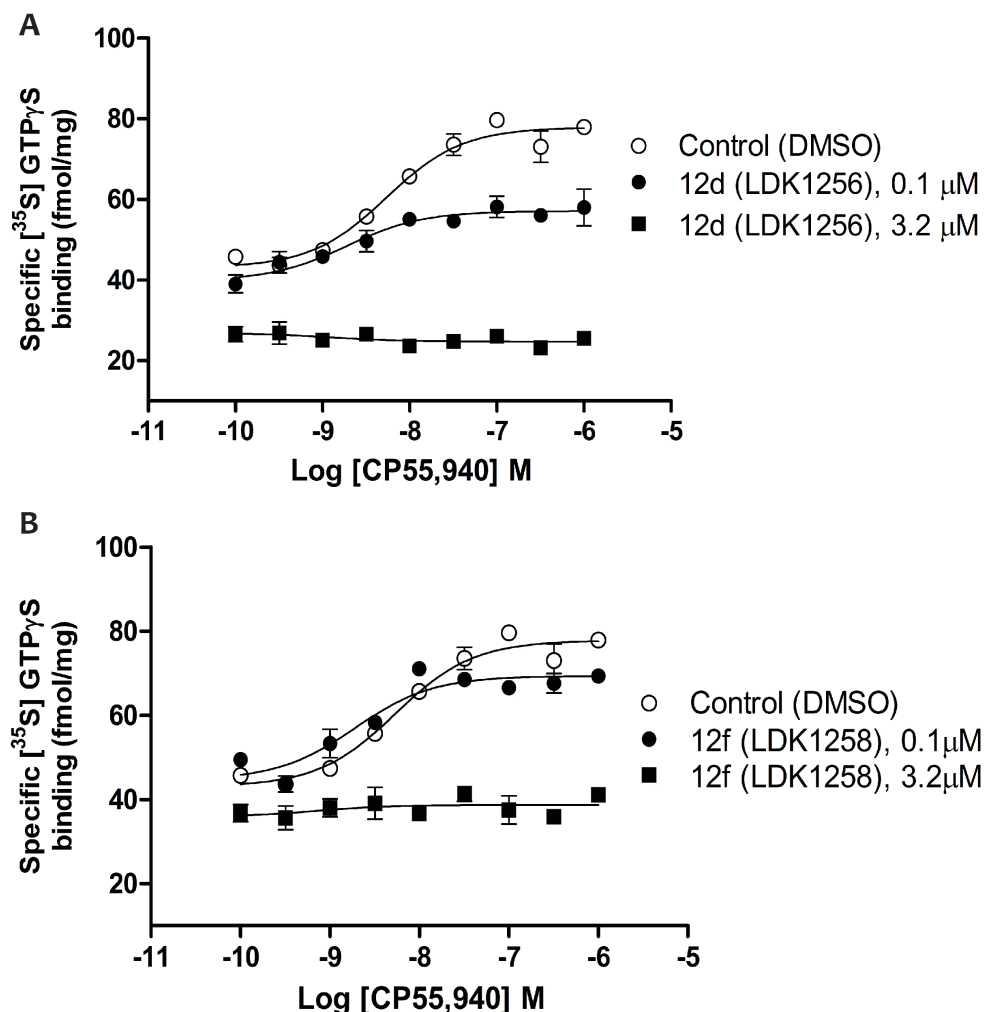 A
100
80
60
40
20
Specific [³⁵S] GTPγS
binding (fmol/mg)
-11 -10 -9 -8 -7 -6 -5
Log [CP55,940] M
Control (DMSO)
12d (LDK1256), 0.1 μM
12d (LDK1256), 3.2 μM
B
100
80
60
40
20
Specific [³⁵S] GTPγS
binding (fmol/mg)
-11 -10 -9 -8 -7 -6 -5
Log [CP55,940] M
Control (DMSO)
12f (LDK1258), 0.1μM
12f (LDK1258), 3.2μM